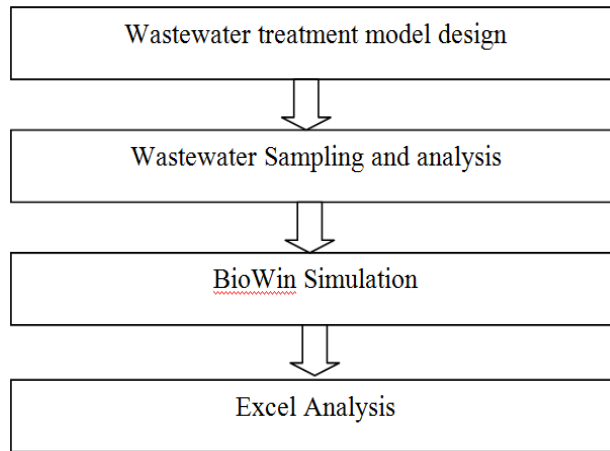 Wastewater treatment model design
Wastewater Sampling and analysis
BioWin Simulation
Excel Analysis